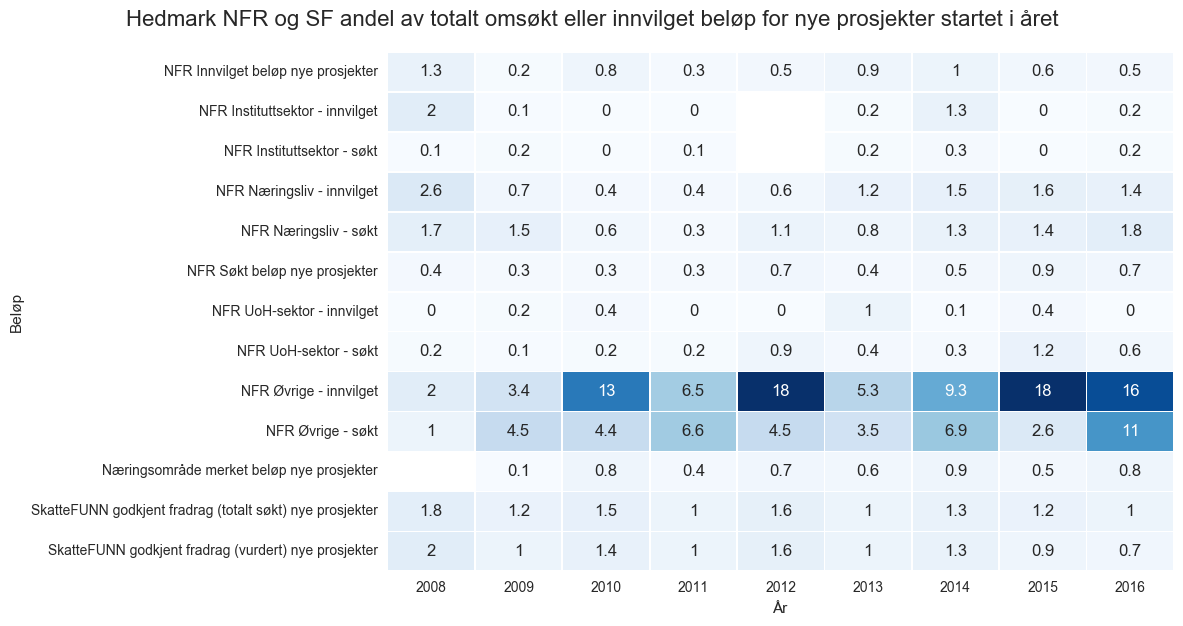 Hedmark NFR og SF andel av totalt omsøkt eller innvilget beløp for nye prosjekter startet i året
Beløp
NFR Innvilget beløp nye prosjekter 1.3 0.2 0.8 0.3 0.5 0.9 1 0.6 0.5
NFR Instituttsektor - innvilget 2 0.1 0 0 0.2 1.3 0 0.2
NFR Instituttsektor - søkt 0.1 0.2 0 0.1 0.2 0.3 0 0.2
NFR Næringsliv - innvilget 2.6 0.7 0.4 0.4 0.6 1.2 1.5 1.6 1.4
NFR Næringsliv - søkt 1.7 1.5 0.6 0.3 1.1 0.8 1.3 1.4 1.8
NFR Søkt beløp nye prosjekter 0.4 0.3 0.3 0.3 0.7 0.4 0.5 0.9 0.7
NFR UoH-sektor - innvilget 0 0.2 0.4 0 0 1 0.1 0.4 0
NFR UoH-sektor - søkt 0.2 0.1 0.2 0.2 0.9 0.4 0.3 1.2 0.6
NFR Øvrige - innvilget 2 3.4 13 6.5 18 5.3 9.3 18 16
NFR Øvrige - søkt 1 4.5 4.4 6.6 4.5 3.5 6.9 2.6 11
Næringsområde merket beløp nye prosjekter 0.1 0.8 0.4 0.7 0.6 0.9 0.5 0.8
SkatteFUNN godkjent fradrag (totalt søkt) nye prosjekter 1.8 1.2 1.5 1 1.6 1 1.3 1.2 1
SkatteFUNN godkjent fradrag (vurdert) nye prosjekter 2 1 1.4 1 1.6 1 1.3 0.9 0.7
2008 2009 2010 2011 2012 2013 2014 2015 2016
År